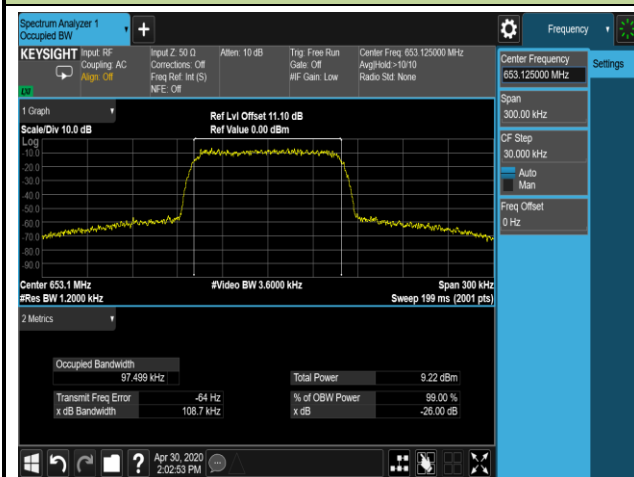 Spectrum Analyzer 1
Occupied BW
+
Frequency
KEYSIGHT
Input: RF
Coupling: AC
Align: Off
Input Z: 50 Ω
Corrections: Off
Freq Ref: Int (S)
NFE: Off
Atten: 10 dB
Trig: Free Run
Gate: Off
#IF Gain: Low
Center Freq: 653.125000 MHz
Avg|Hold:>10/10
Radio Std: None
Center Frequency
653.125000 MHz
Settings
Span
300.00 kHz
CF Step
30.000 kHz
Auto
Man
Freq Offset
0 Hz
1 Graph
Scale/Div 10.0 dB
Ref Lvl Offset 11.10 dB
Ref Value 0.00 dBm
Log
-10.0
-20.0
-30.0
-40.0
-50.0
-60.0
-70.0
-80.0
-90.0
Center 653.1 MHz
#Res BW 1.2000 kHz
#Video BW 3.6000 kHz
Span 300 kHz
Sweep 199 ms (2001 pts)
2 Metrics
Occupied Bandwidth
97.499 kHz
Total Power 9.22 dBm
Transmit Freq Error -64 Hz
% of OBW Power 99.00 %
x dB Bandwidth 108.7 kHz
x dB -26.00 dB
?
Apr 30, 2020
2:02:53 PM